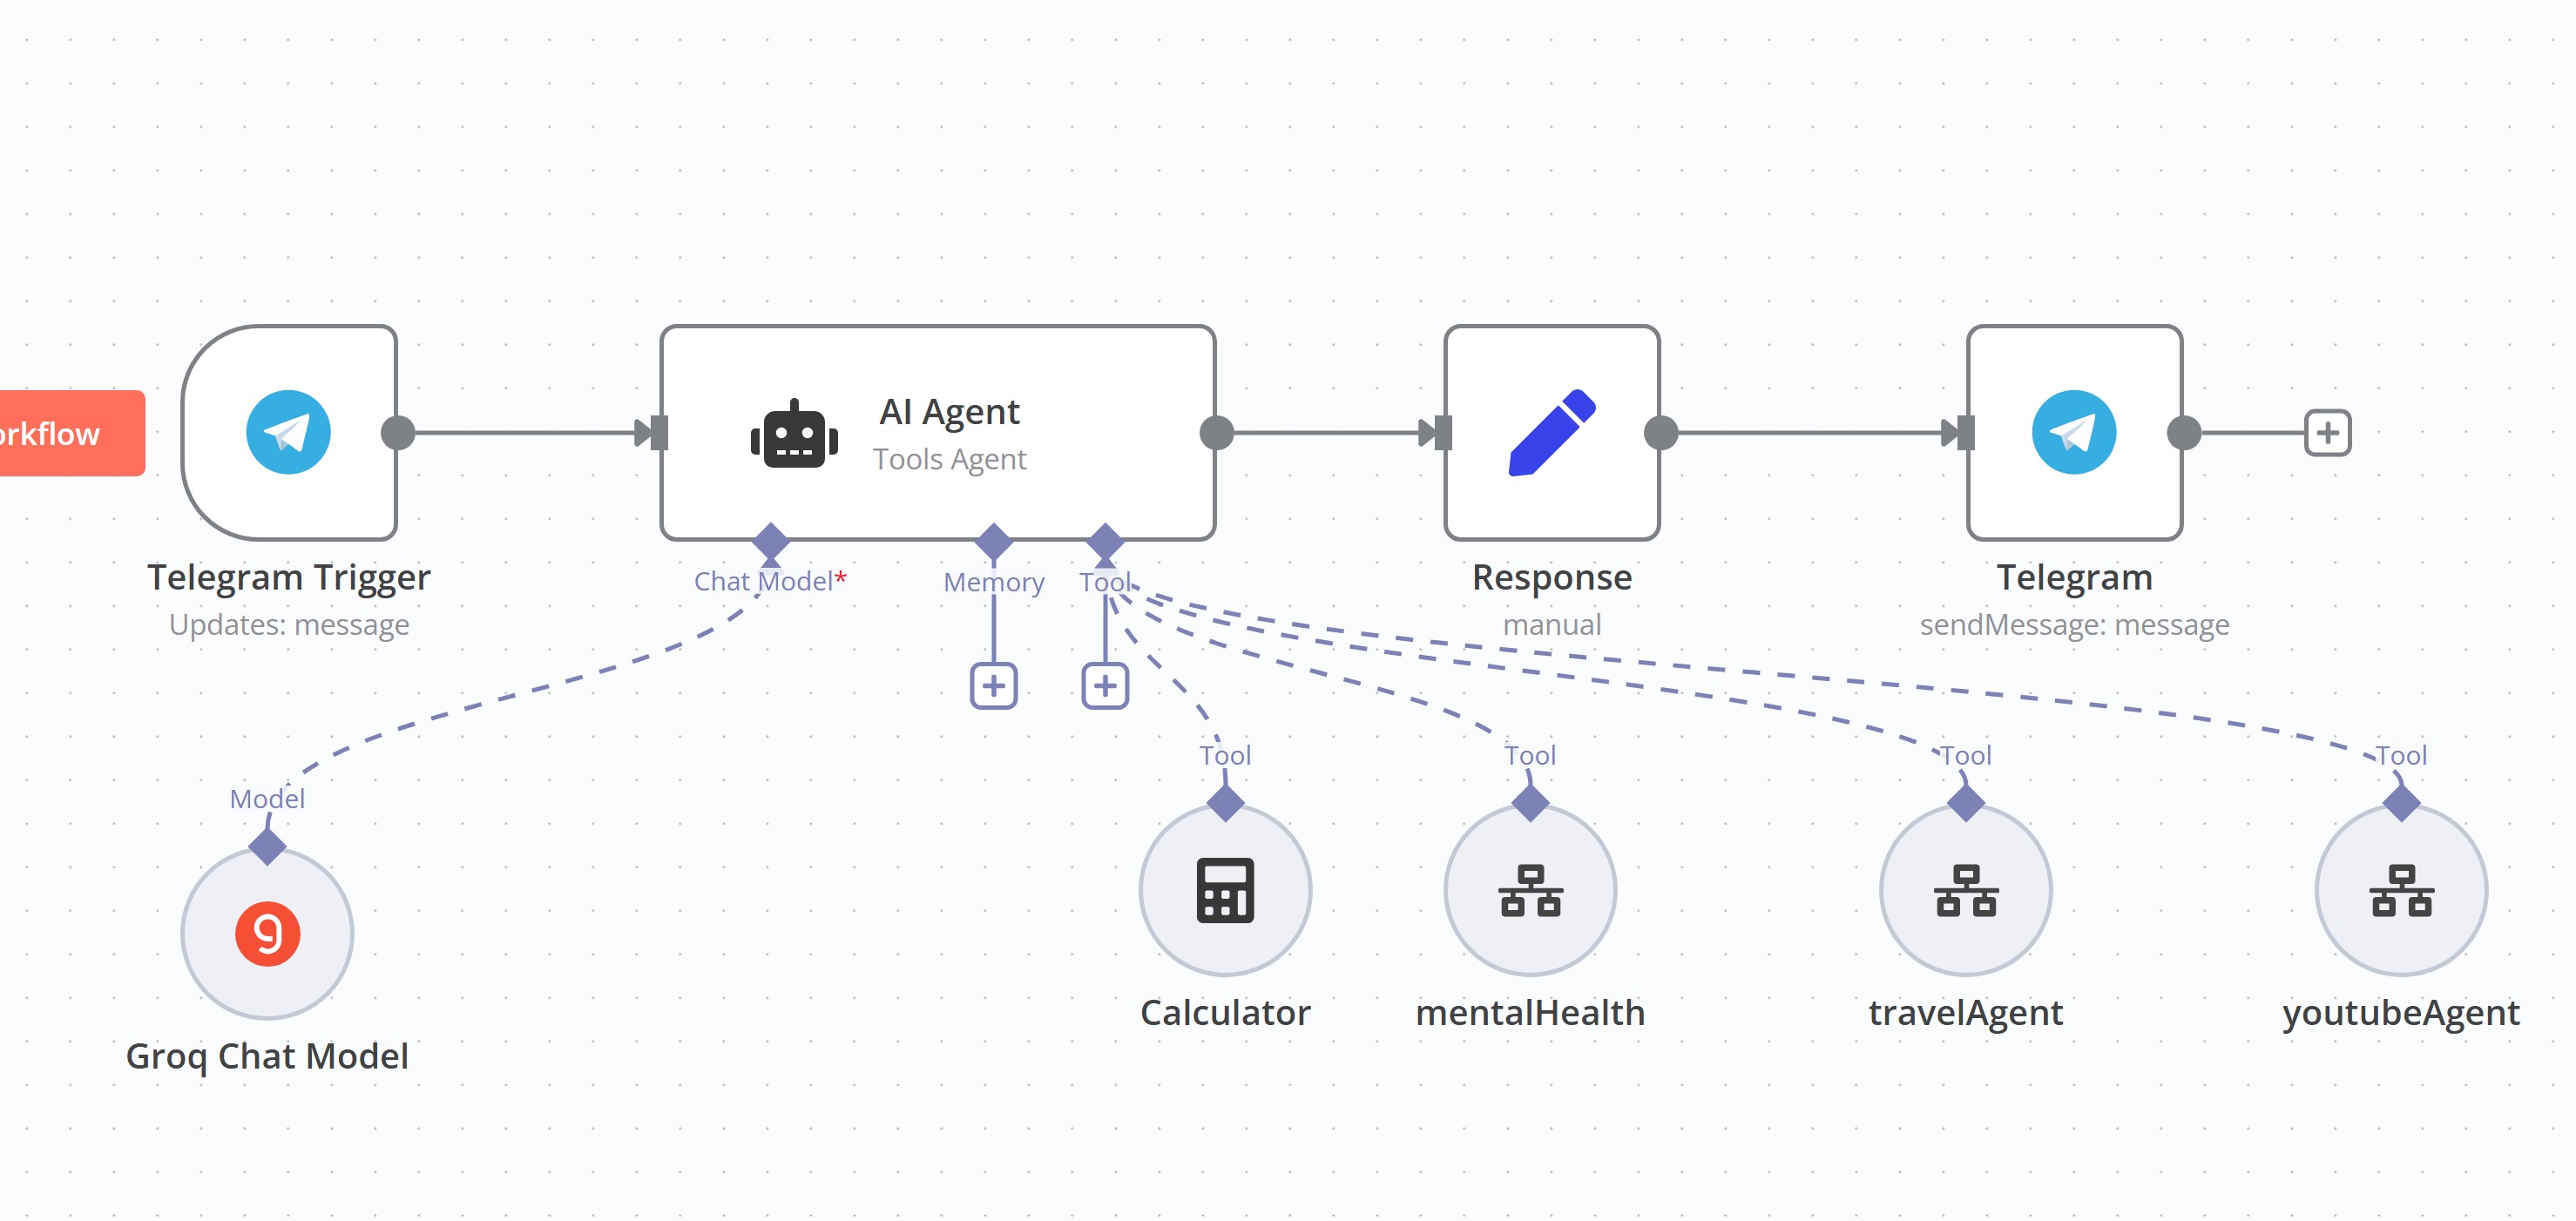 orkflow
AI Agent
Tools Agent
Chat Model*
Memory
Tool
Telegram Trigger
Updates: message
Response
manual
Telegram
sendMessage: message
Model
Tool
Tool
Tool
Tool
Groq Chat Model
Calculator
mentalHealth
travelAgent
youtubeAgent